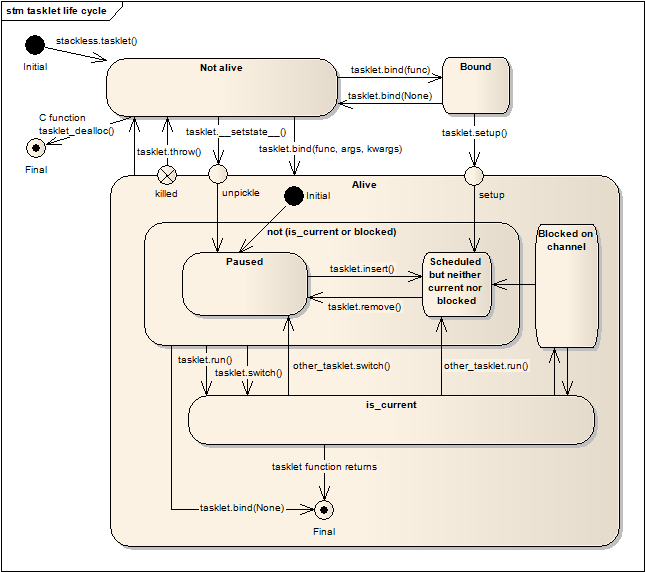 stm tasklet life cycle
stackless.tasklet()
Initial
Not alive
tasklet.bind(func)
Bound
tasklet.bind(None)
C function
tasklet_dealloc()
Final
tasklet.throw()
tasklet.__setstate__()
tasklet.bind(func, args, kwargs)
tasklet.setup()
killed
unpickle
Alive
Initial
setup
not (is_current or blocked)
Blocked on
channel
Paused
Scheduled
but neither
current nor
blocked
tasklet.insert()
tasklet.remove()
tasklet.run()
tasklet.switch()
other_tasklet.switch()
other_tasklet.run()
is_current
tasklet function returns
tasklet.bind(None)
Final